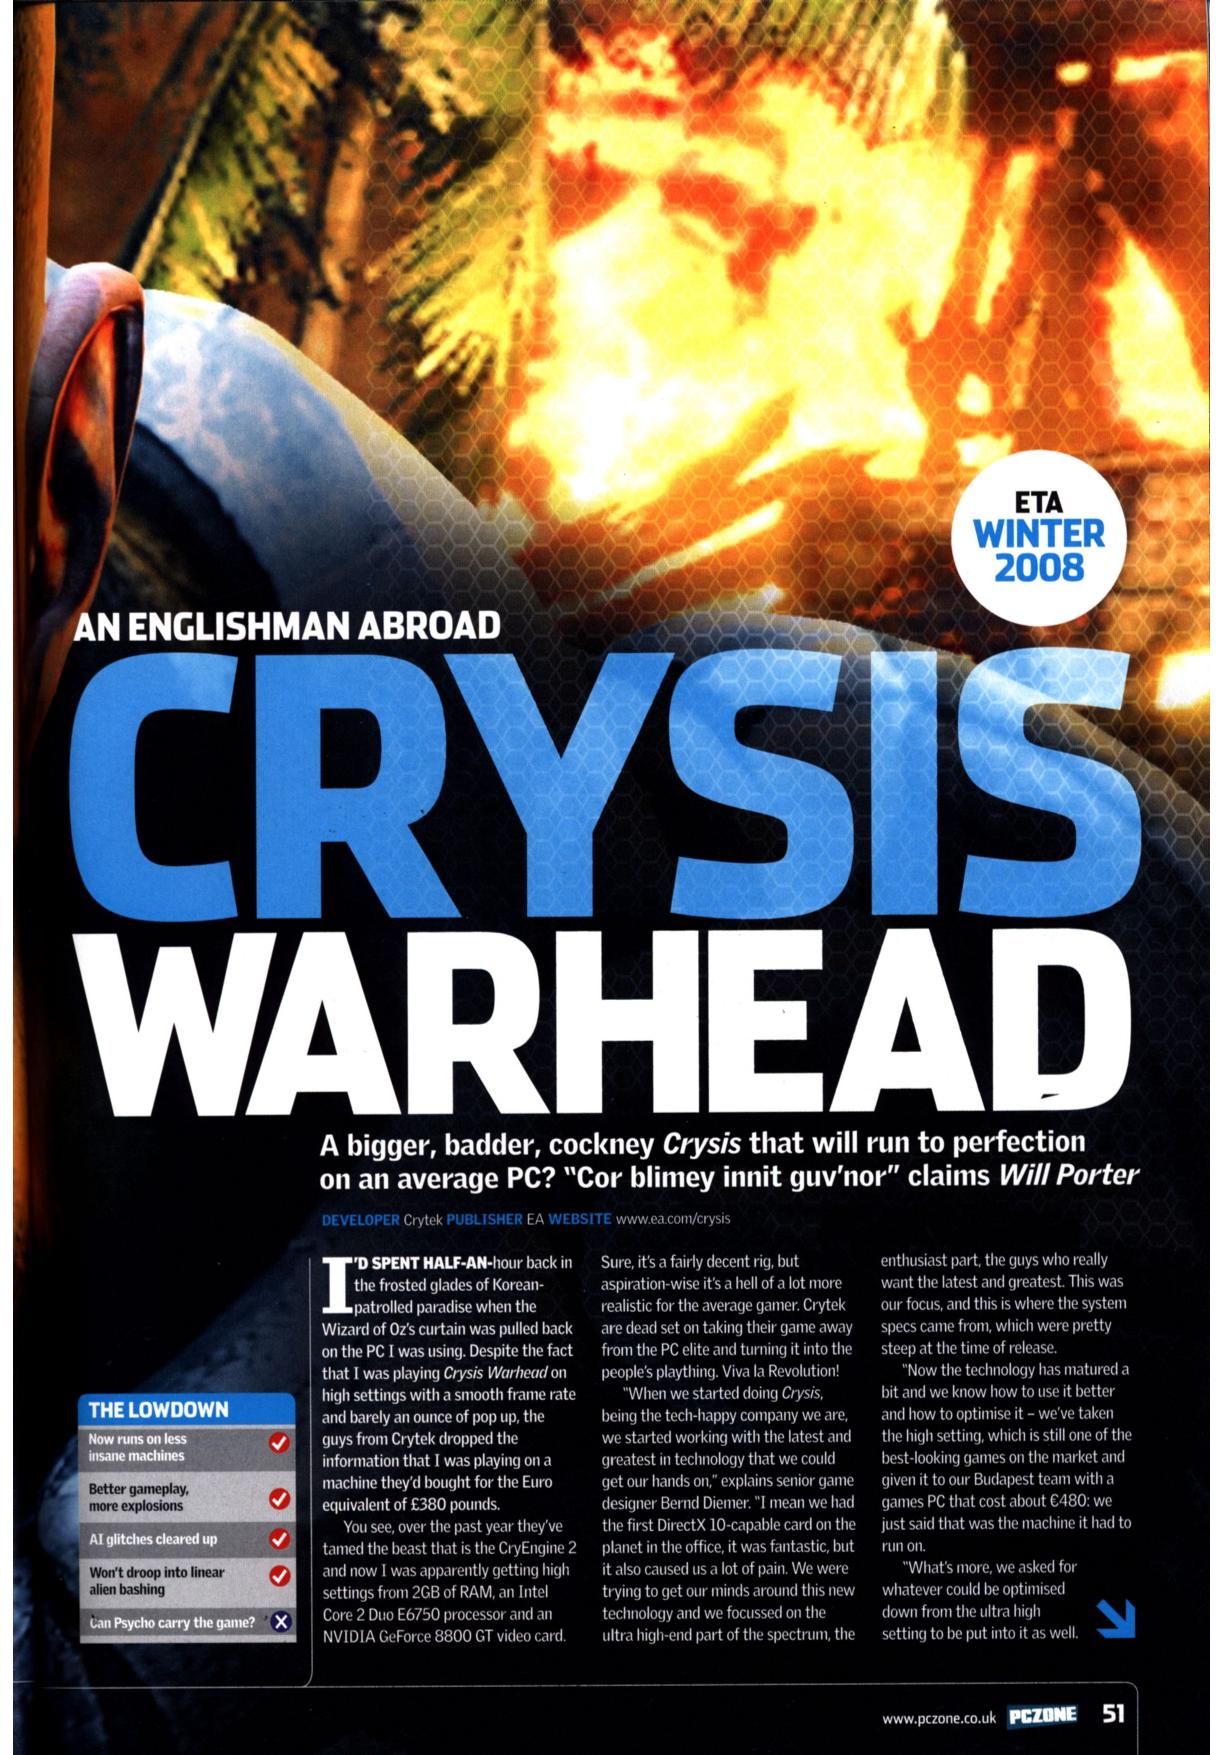 ETA
WINTER
2008
AN ENGLISHMAN ABROAD
CRYSIS
WARHEAD
A bigger, badder, cockney Crysis that will run to perfection
on an average PC? "Cor blimey innit guv'nor" claims Will Porter
DEVELOPER Crytek PUBLISHER EA WEBSITE www.ea.com/crysis
I'D SPENT HALF-AN-hour back in
the frosted glades of Korean-
patrolled paradise when the
Wizard of Oz's curtain was pulled back
on the PC I was using. Despite the fact
that I was playing Crysis Warhead on
high settings with a smooth frame rate
and barely an ounce of pop up, the
guys from Crytek dropped the
information that I was playing on a
machine they'd bought for the Euro
equivalent of £380 pounds.
You see, over the past year they've
tamed the beast that is the CryEngine 2
and now I was apparently getting high
settings from 2GB of RAM, an Intel
Core 2 Duo E6750 processor and an
NVIDIA GeForce 8800 GT video card.
Sure, it's a fairly decent rig, but
aspiration-wise it's a hell of a lot more
realistic for the average gamer. Crytek
are dead set on taking their game away
from the PC elite and turning it into the
people's plaything. Viva la Revolution!
"When we started doing Crysis,
being the tech-happy company we are,
we started working with the latest and
greatest in technology that we could
get our hands on," explains senior game
designer Bernd Diemer. "I mean we had
the first DirectX 10-capable card on the
planet in the office, it was fantastic, but
it also caused us a lot of pain. We were
trying to get our minds around this new
technology and we focussed on the
ultra high-end part of the spectrum, the
enthusiast part, the guys who really
want the latest and greatest. This was
our focus, and this is where the system
specs came from, which were pretty
steep at the time of release.
"Now the technology has matured a
bit and we know how to use it better
and how to optimise it – we've taken
the high setting, which is still one of the
best-looking games on the market and
given it to our Budapest team with a
games PC that cost about €480: we
just said that was the machine it had to
run on.
"What's more, we asked for
whatever could be optimised
down from the ultra high
setting to be put into it as well.
THE LOWDOWN
Now runs on less
insane machines
Better gameplay,
more explosions
AI glitches cleared up
Won't droop into linear
alien bashing
Can Psycho carry the game?
www.pczone.co.uk PCZONE 51